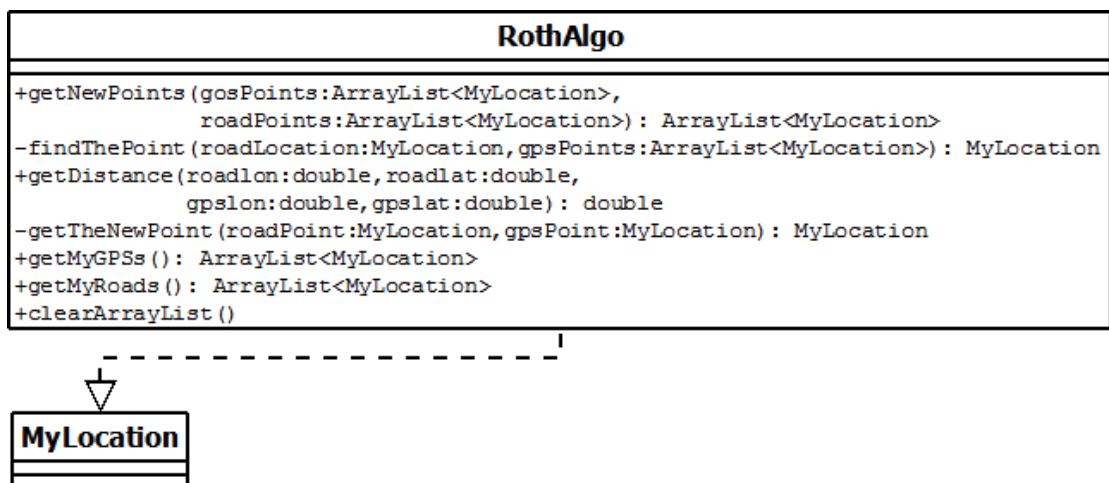 RothAlgo
+getNewPoints(gosPoints:ArrayList<MyLocation>,
roadPoints:ArrayList<MyLocation>): ArrayList<MyLocation>
-findThePoint(roadLocation:MyLocation,gpsPoints:ArrayList<MyLocation>): MyLocation
+getDistance(roadlon:double,roadlat:double,
gpslon:double,gpslat:double): double
-getTheNewPoint(roadPoint:MyLocation,gpsPoint:MyLocation): MyLocation
+getMyGPSs(): ArrayList<MyLocation>
+getMyRoads(): ArrayList<MyLocation>
+clearArrayList()
MyLocation